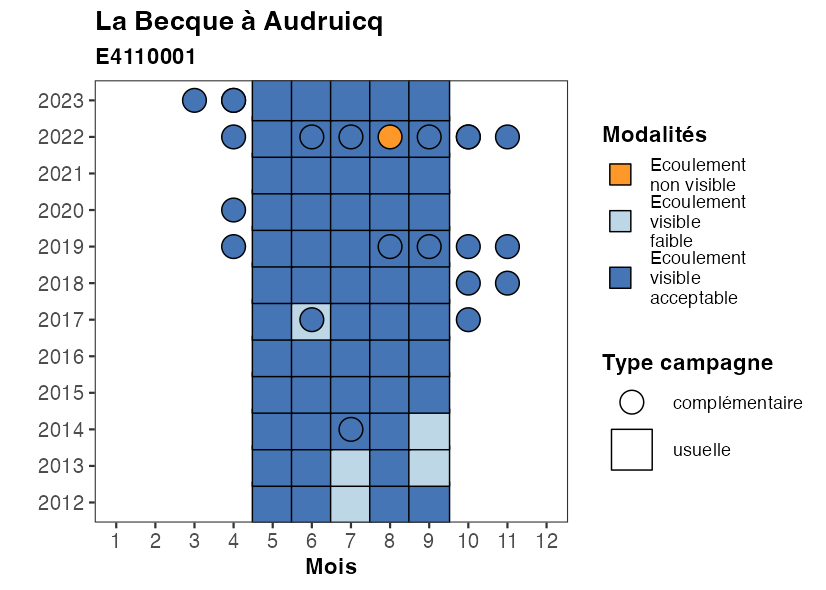 La Becque à Audruicq
E4110001
2023
2022
2021
2020
2019
2018
2017
2016
2015
2014
2013
2012
1 2 3 4 5 6 7 8 9 10 11 12
Mois
Modalités
Ecoulement
non visible
Ecoulement
visible
faible
Ecoulement
visible
acceptable
Type campagne
complémentaire
usuelle